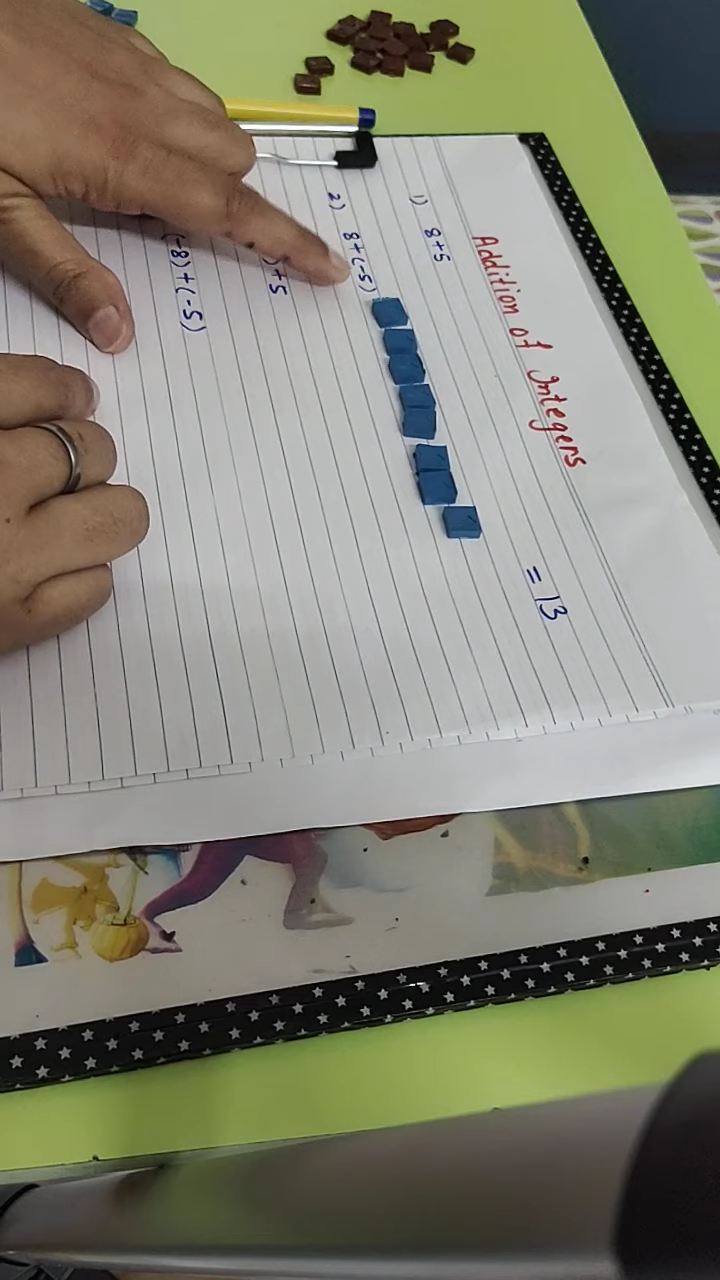 Addition of Integers
1) 8+5 = 13
2) 8+(-5)
)+5
(-8)+(-5)